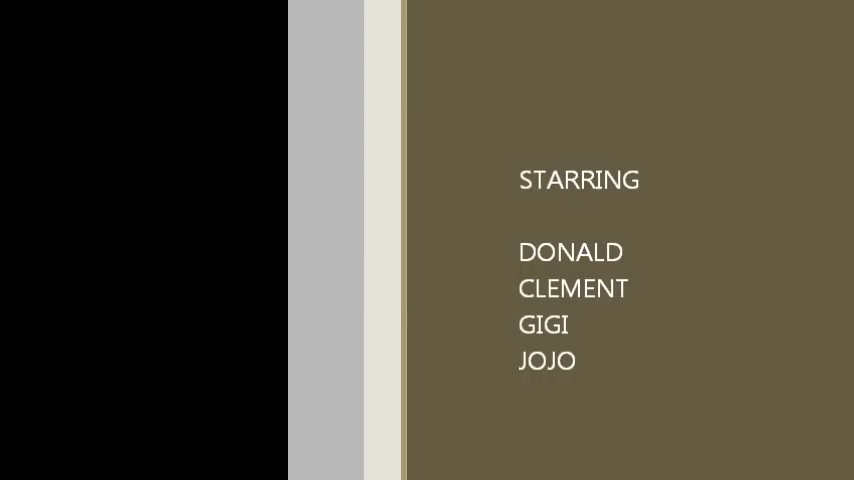 STARRING
DONALD
CLEMENT
GIGI
JOJO